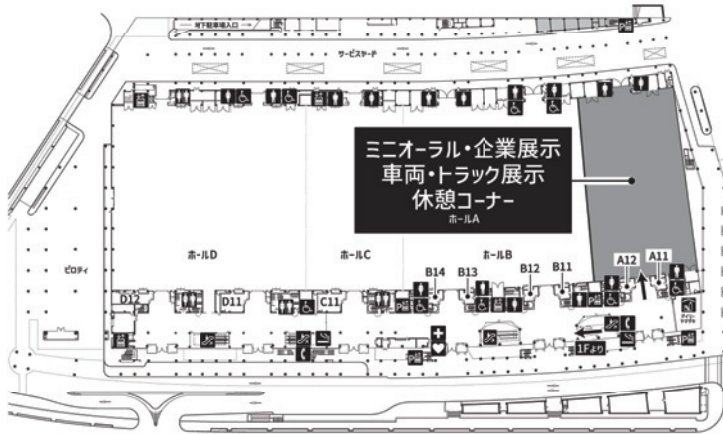 地下駐車場入口
サービスヤード
ミニオーラル・企業展示
車両・トラック展示
休憩コーナー
ホールA
ホールD
ホールC
ホールB
ピロティ
D12
D11
C11
B14
B13
B12
B11
A12
A11
1Fより